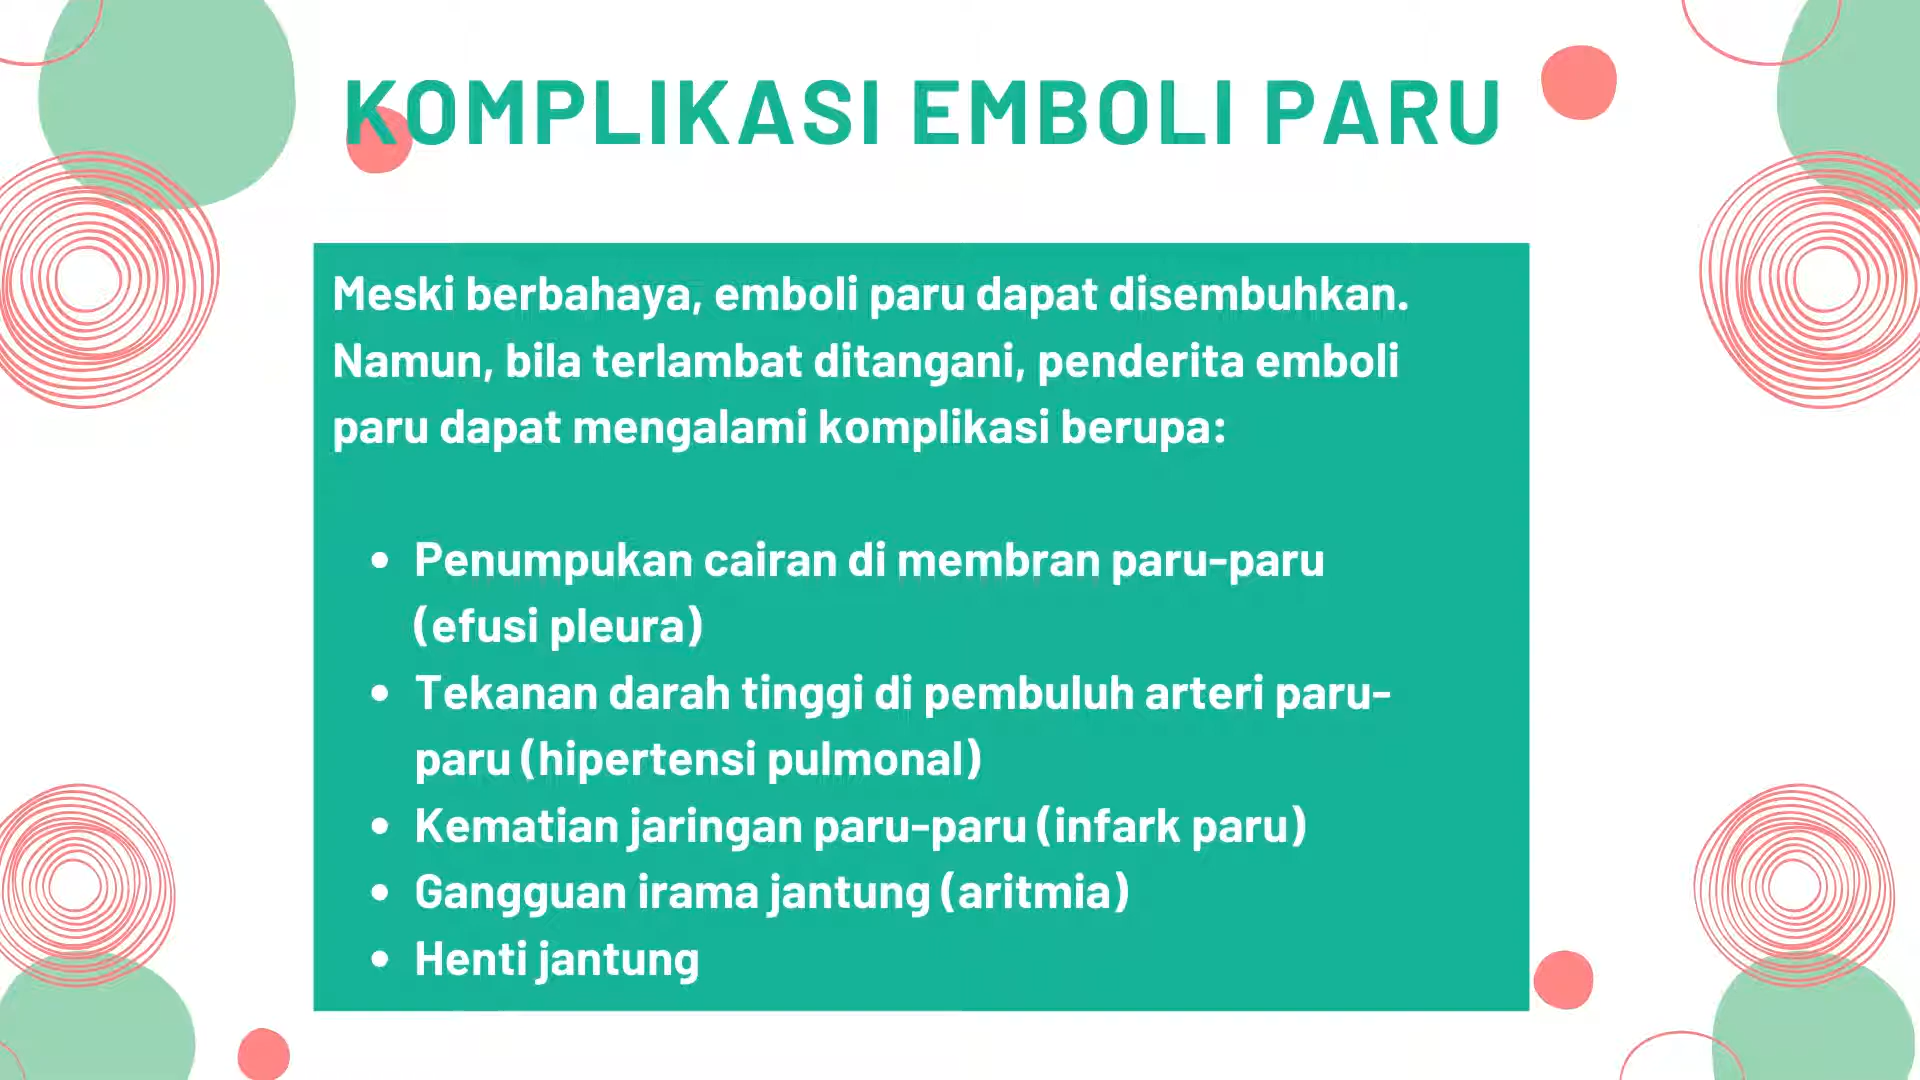 KOMPLIKASI EMBOLI PARU
Meski berbahaya, emboli paru dapat disembuhkan.
Namun, bila terlambat ditangani, penderita emboli
paru dapat mengalami komplikasi berupa:
• Penumpukan cairan di membran paru-paru
(efusi pleura)
• Tekanan darah tinggi di pembuluh arteri paru-
paru (hipertensi pulmonal)
• Kematian jaringan paru-paru (infark paru)
• Gangguan irama jantung (aritmia)
• Henti jantung